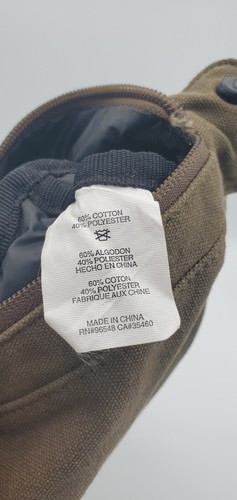 60% COTTON
40% POLYESTER
60% ALGODON
40% POLIESTER
HECHO EN CHINA
60% COTON
40% POLYESTER
FABRIQUE AUX CHINE
MADE IN CHINA
RN#96548 CA#35460